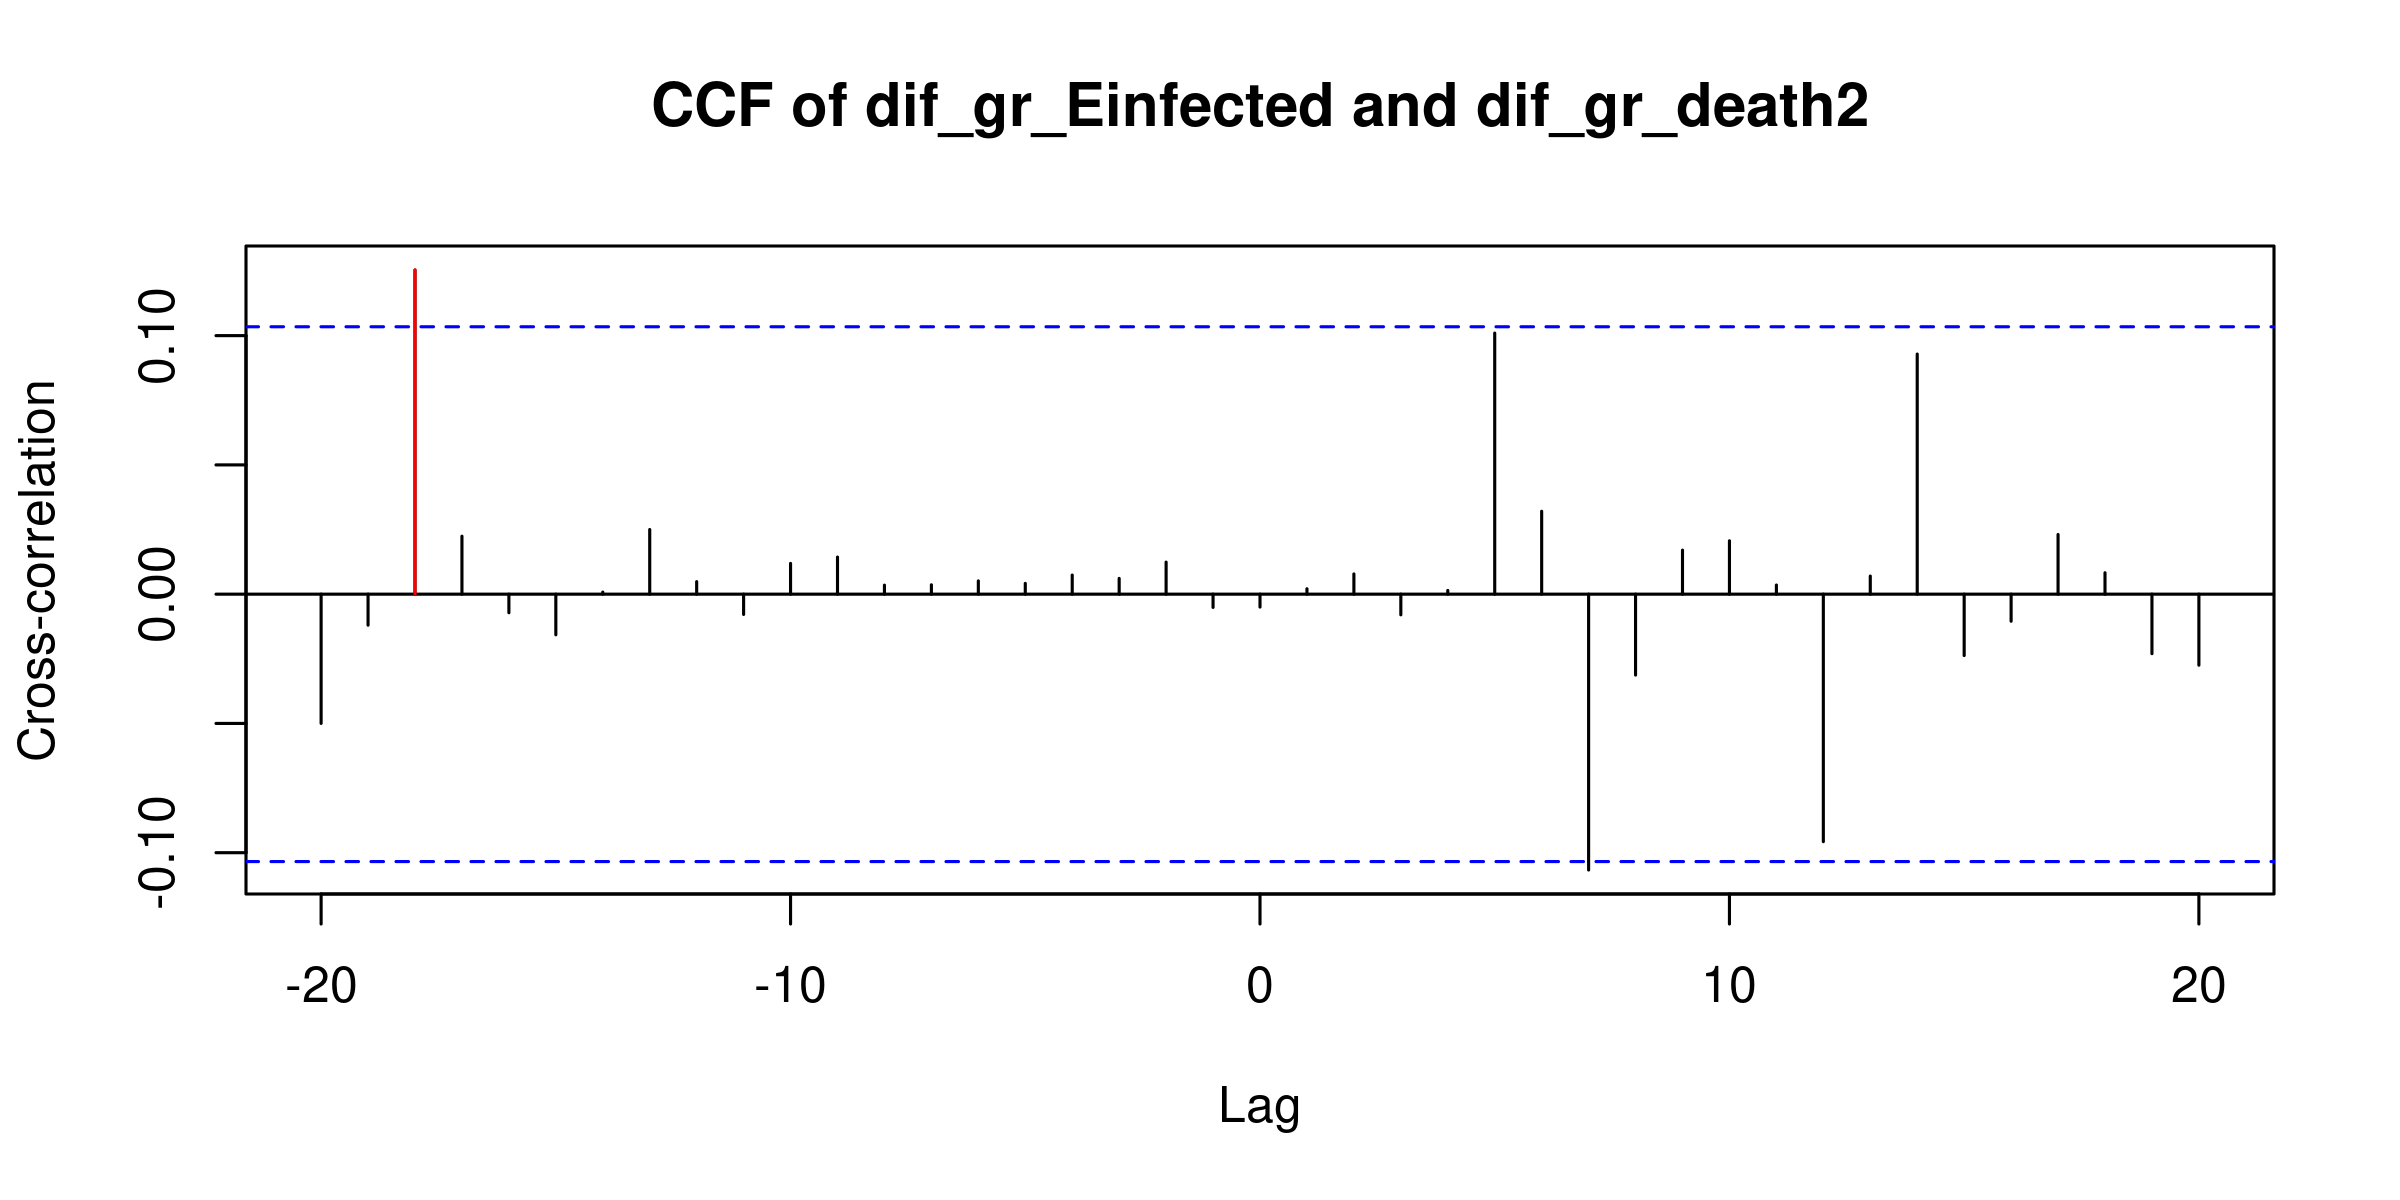 CCF of dif_gr_Einfected and dif_gr_death2
Cross-correlation
0.10
0.00
-0.10
-20 -10 0 10 20
Lag